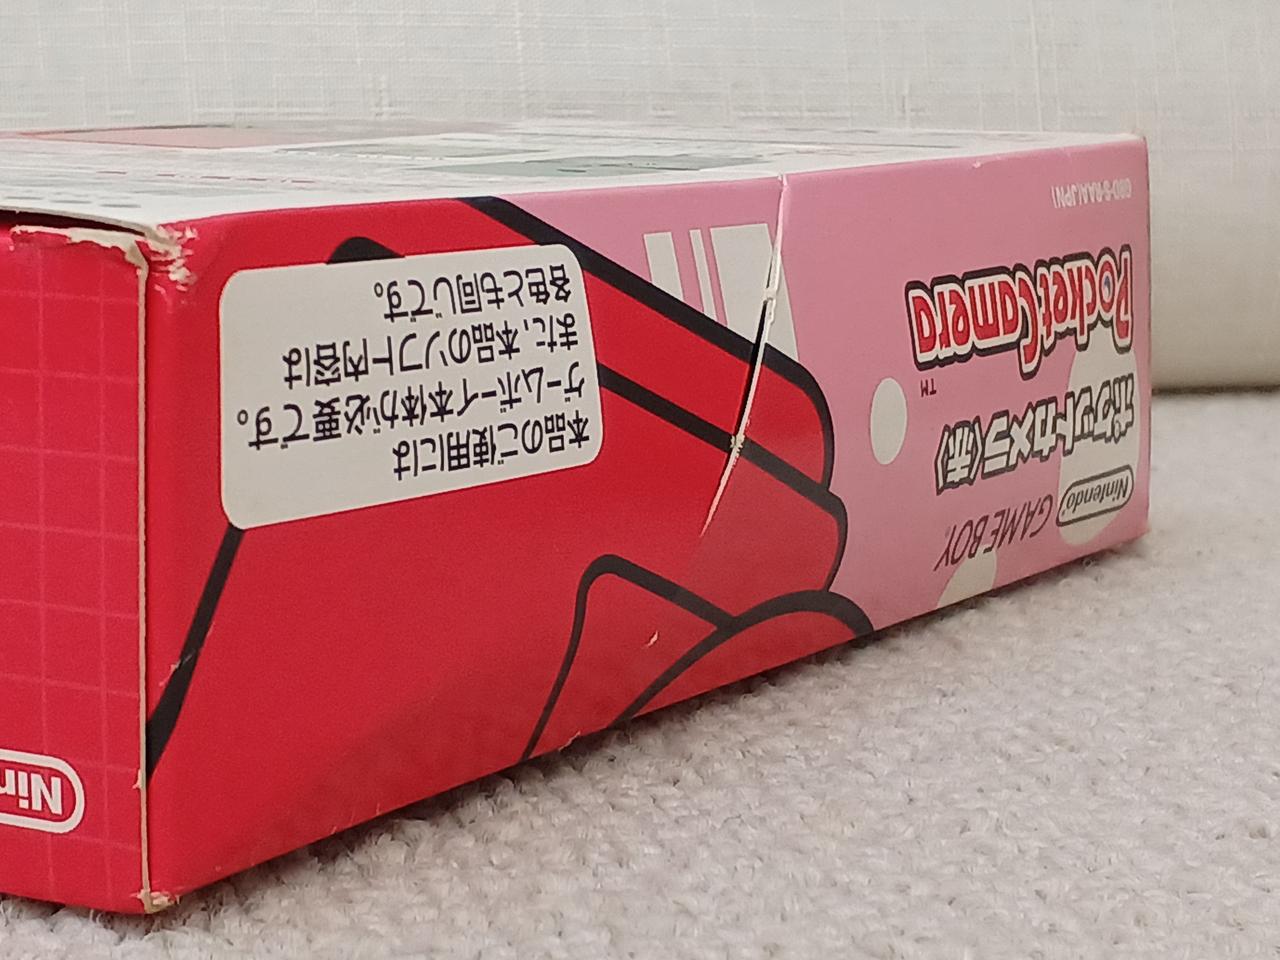 Nintendo
GAME BOY
ポケットカメラ〈赤〉
TM
PocketCamera
本品のご使用には
ゲームボーイ本体が必要です。
また、本品のソフト内容は
各色とも同じです。
Nin